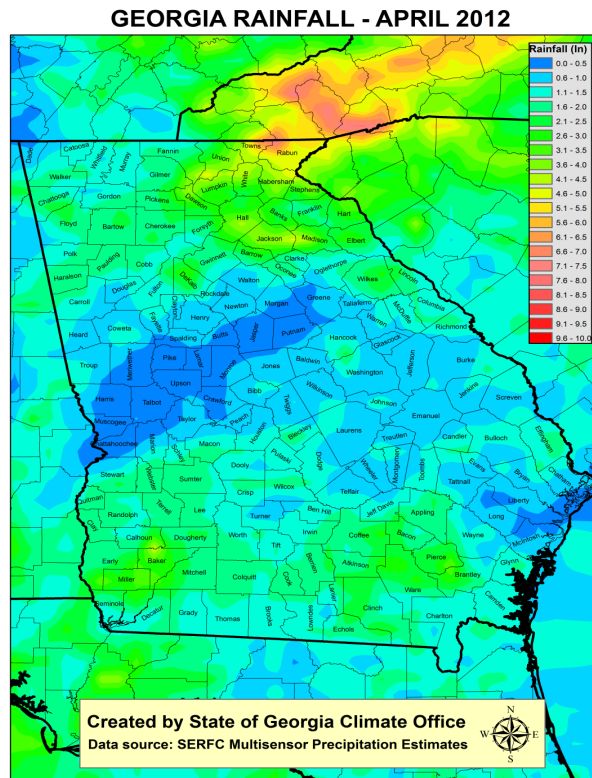 GEORGIA RAINFALL - APRIL 2012
Rainfall (In)
0.0 - 0.5
0.6 - 1.0
1.1 - 1.5
1.6 - 2.0
2.1 - 2.5
2.6 - 3.0
3.1 - 3.5
3.6 - 4.0
4.1 - 4.5
4.6 - 5.0
5.1 - 5.5
5.6 - 6.0
6.1 - 6.5
6.6 - 7.0
7.1 - 7.5
7.6 - 8.0
8.1 - 8.5
8.6 - 9.0
9.1 - 9.5
9.6 - 10.0
Dade
Catoosa
Whitfield
Murray
Fannin
Towns
Union
Rabun
Walker
Gilmer
Lumpkin
White
Habersham
Stephens
Chattooga
Gordon
Pickens
Dawson
Floyd
Bartow
Cherokee
Forsyth
Hall
Banks
Franklin
Hart
Jackson
Madison
Elbert
Polk
Paulding
Cobb
Gwinnett
Barrow
Clarke
Oconee
Oglethorpe
Wilkes
Lincoln
Haralson
Douglas
Fulton
DeKalb
Rockdale
Walton
Morgan
Greene
Taliaferro
McDuffie
Columbia
Carroll
Clayton
Henry
Newton
Warren
Richmond
Heard
Coweta
Fayette
Spalding
Butts
Jasper
Putnam
Hancock
Glascock
Jefferson
Burke
Troup
Meriwether
Pike
Lamar
Monroe
Jones
Baldwin
Washington
Upson
Bibb
Wilkinson
Jenkins
Screven
Harris
Talbot
Crawford
Twiggs
Johnson
Emanuel
Muscogee
Taylor
Peach
Houston
Bleckley
Laurens
Treutlen
Candler
Bulloch
Effingham
Chattahoochee
Marion
Schley
Macon
Pulaski
Dodge
Wheeler
Montgomery
Toombs
Evans
Bryan
Chatham
Stewart
Webster
Sumter
Dooly
Wilcox
Telfair
Tattnall
Liberty
Quitman
Randolph
Terrell
Lee
Crisp
Turner
Ben Hill
Jeff Davis
Appling
Long
McIntosh
Clay
Calhoun
Dougherty
Worth
Tift
Irwin
Coffee
Bacon
Wayne
Early
Baker
Mitchell
Colquitt
Cook
Berrien
Atkinson
Pierce
Brantley
Glynn
Miller
Lanier
Ware
Seminole
Decatur
Grady
Thomas
Brooks
Lowndes
Echols
Clinch
Charlton
Camden
Created by State of Georgia Climate Office
Data source: SERFC Multisensor Precipitation Estimates
N
W E
S